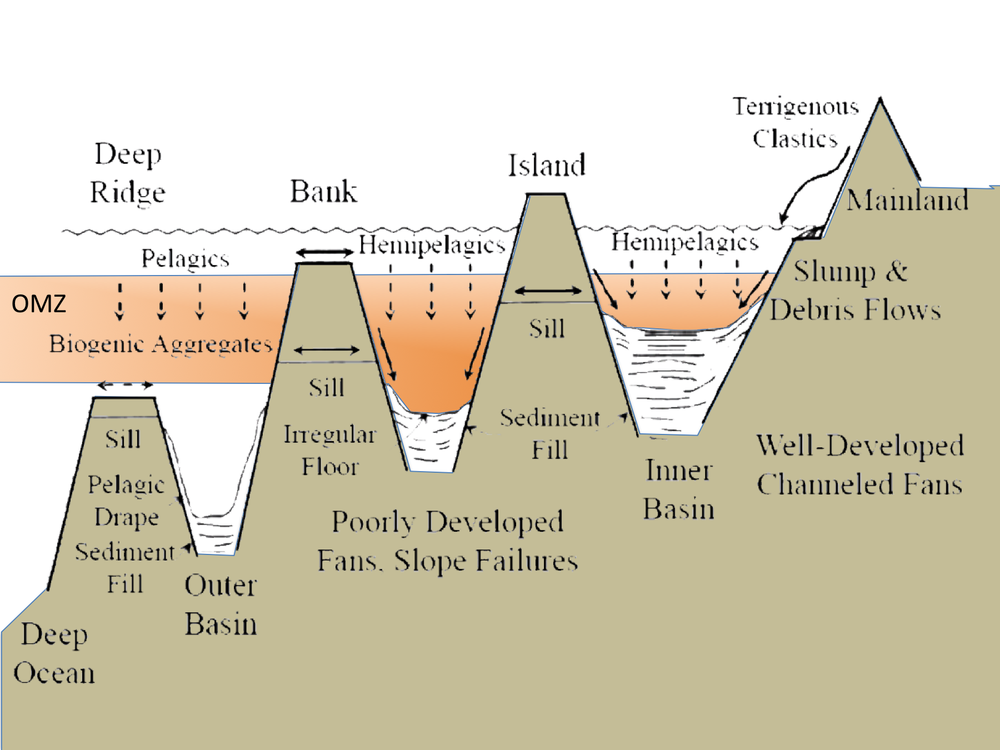 Terrigenous
Clastics
Deep
Ridge
Bank
Island
Mainland
Pelagics
Hemipelagics
Hemipelagics
OMZ
Slump &
Debris Flows
Biogenic Aggregates
Sill
Sill
Sill
Irregular
Floor
Sediment
Fill
Pelagic
Drape
Sediment
Fill
Well-Developed
Channeled Fans
Inner
Basin
Poorly Developed
Fans. Slope Failures
Outer
Basin
Deep
Ocean